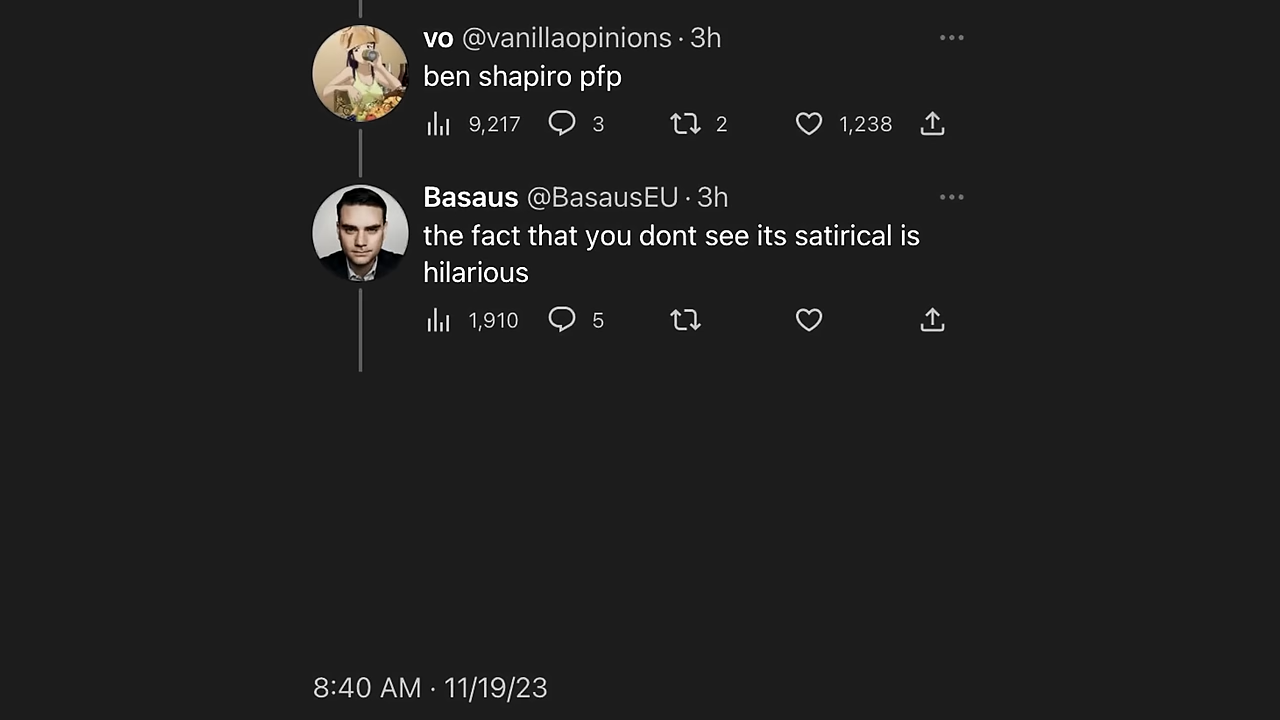 vo @vanillaopinions · 3h
ben shapiro pfp
9,217 3 2 1,238
Basaus @BasausEU · 3h
the fact that you dont see its satirical is
hilarious
1,910 5
8:40 AM · 11/19/23